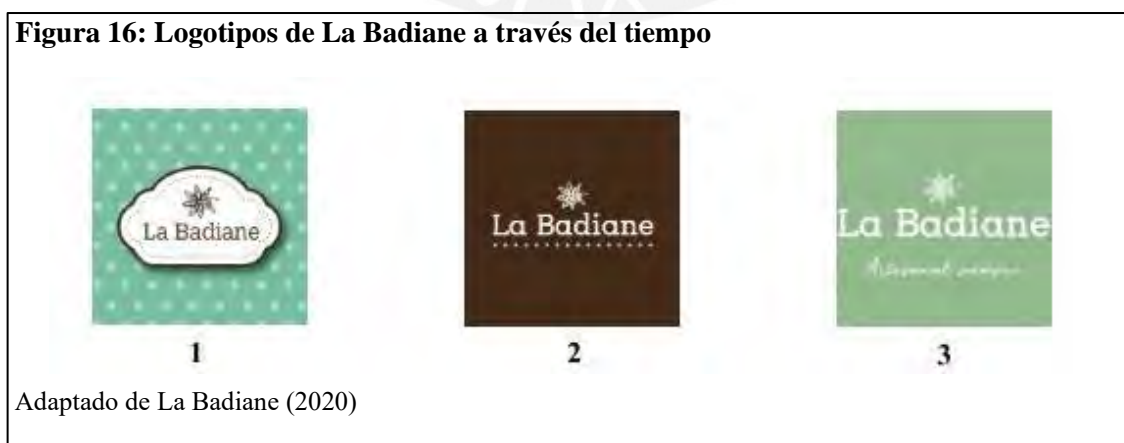 Figura 16: Logotipos de La Badiane a través del tiempo
La Badiane
La Badiane
La Badiane
Artesanal
1
2
3
Adaptado de La Badiane (2020)